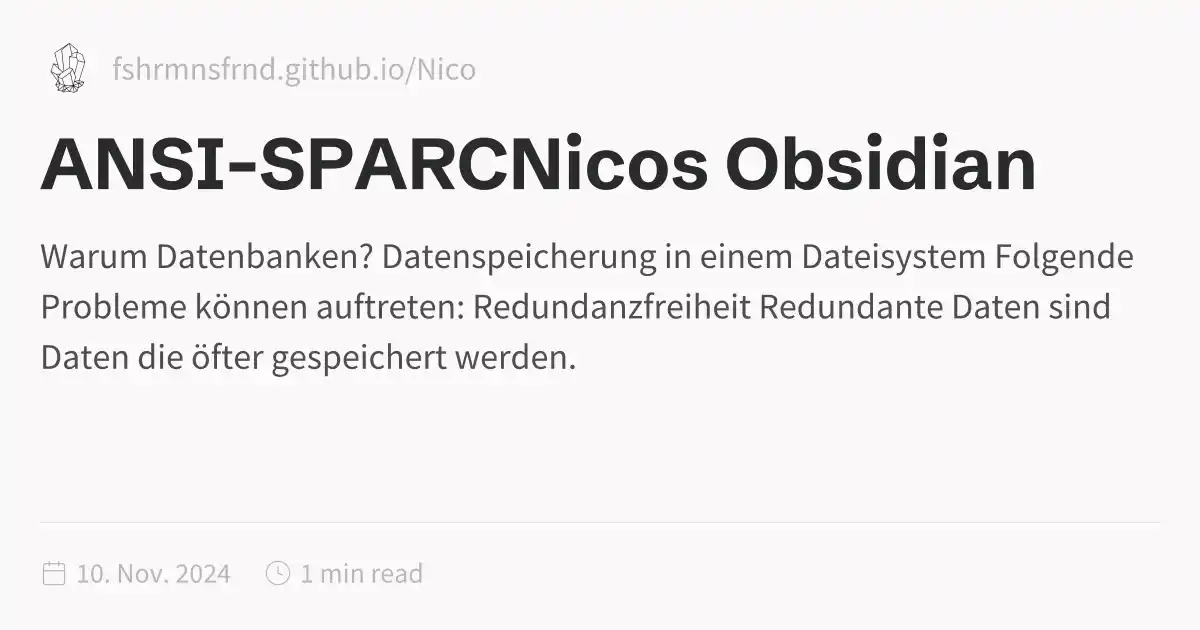 fshrmnsfrnd.github.io/Nico
ANSI-SPARCNicos Obsidian
Warum Datenbanken? Datenspeicherung in einem Dateisystem Folgende
Probleme können auftreten: Redundanzfreiheit Redundante Daten sind
Daten die öfter gespeichert werden.
10. Nov. 2024 1 min read